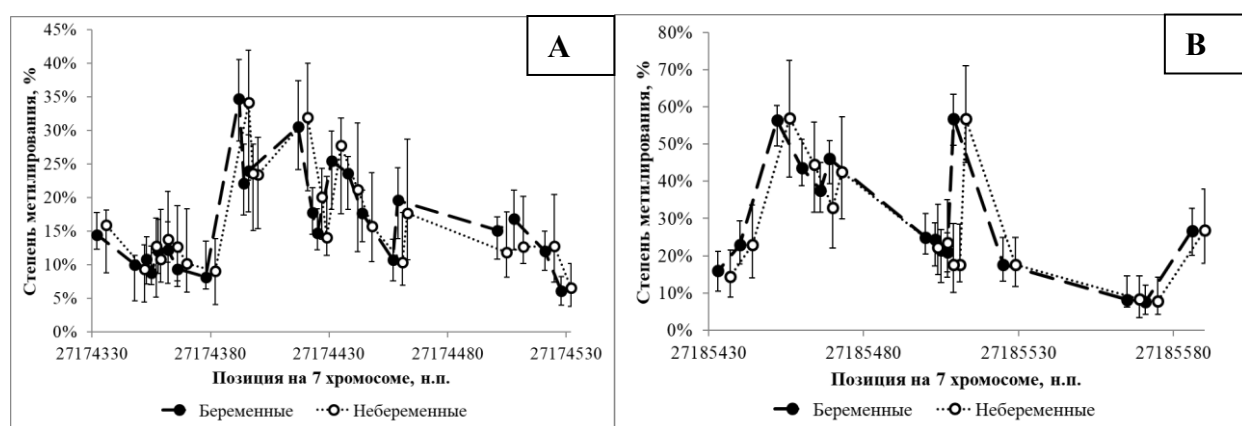 A
Степень метилирования, %
45%
40%
35%
30%
25%
20%
15%
10%
5%
0%
27174330 27174380 27174430 27174480 27174530
Позиция на 7 хромосоме, н.п.
Беременные Небеременные
B
Степень метилирования, %
80%
70%
60%
50%
40%
30%
20%
10%
0%
27185430 27185480 27185530 27185580
Позиция на 7 хромосоме, н.п.
Беременные Небеременные